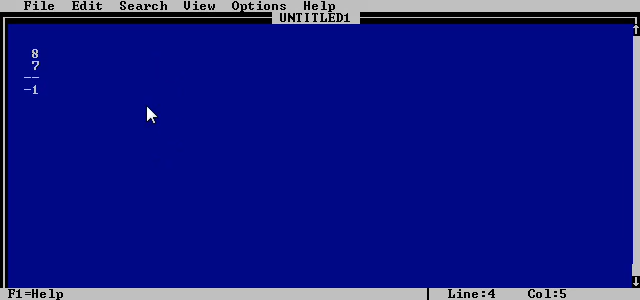 File Edit Search View Options Help
UNTITLED1
8
7
--
-1
F1=Help Line:4 Col:5